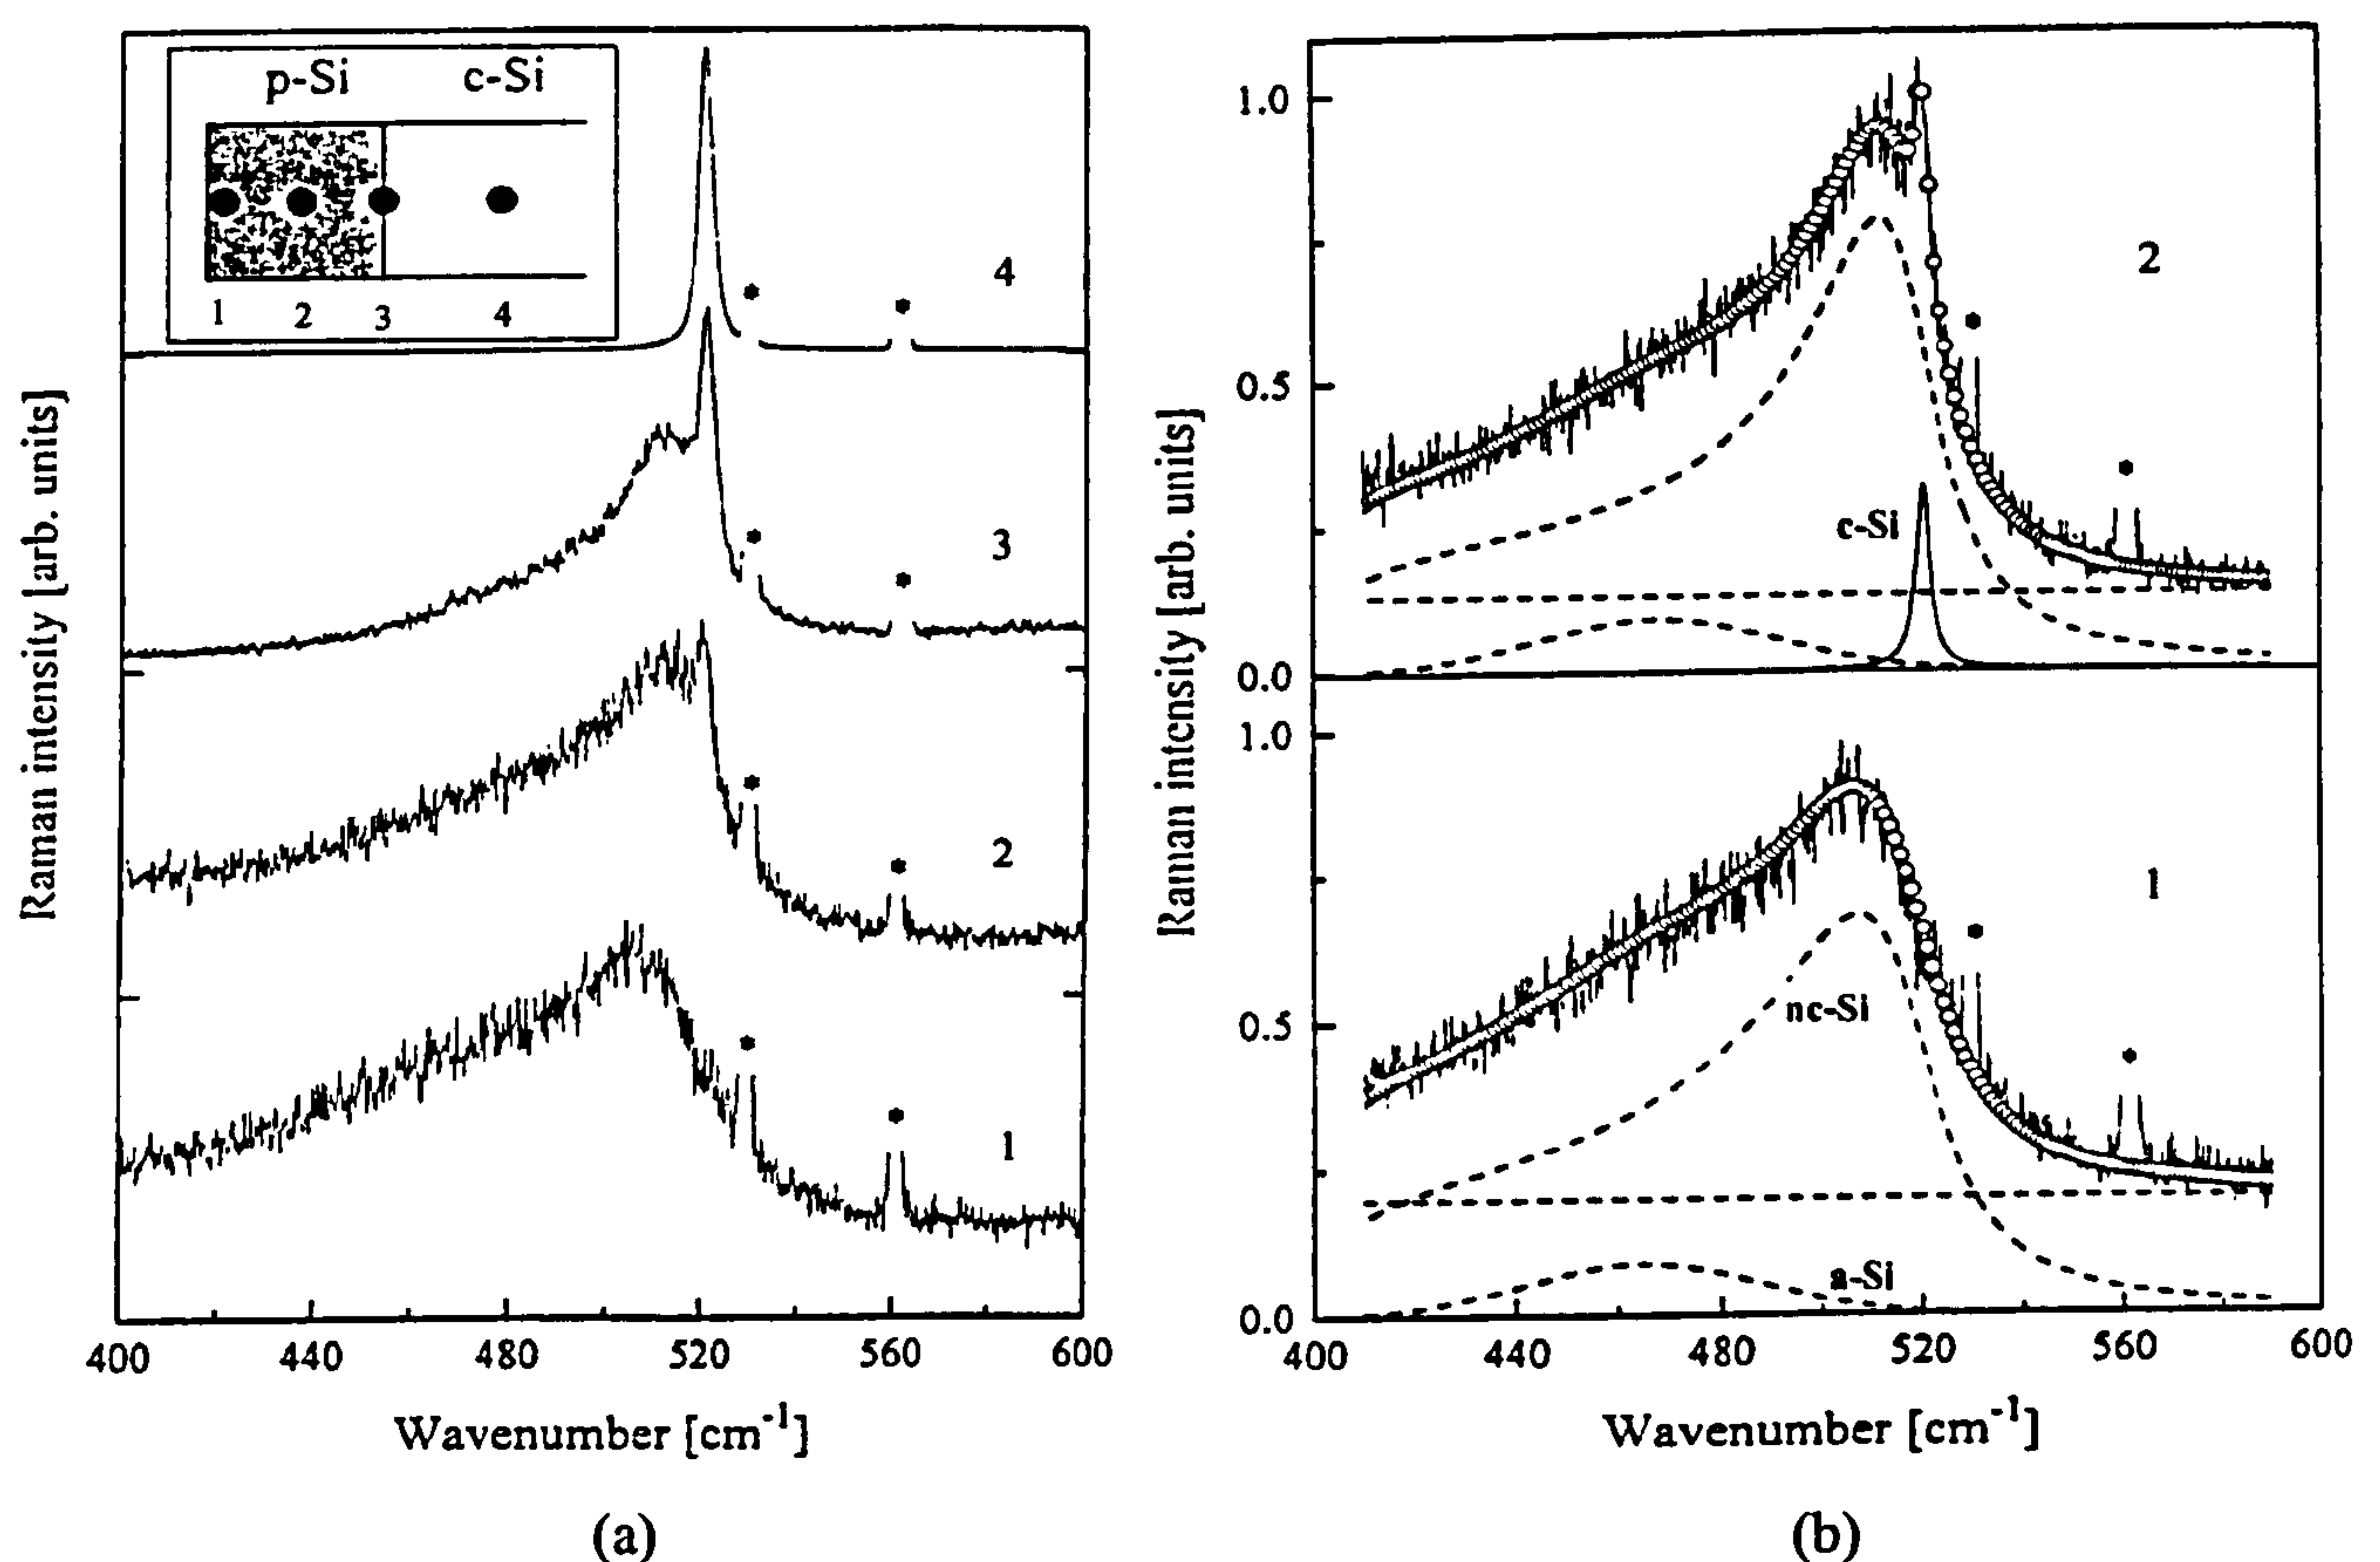 p-Si c-Si
1 2 3 4
4
*
*
3
*
*
2
*
*
1
*
*
Raman intensity [arb. units]
400 440 480 520 560 600
Wavenumber [cm⁻¹]
(a)
1.0
0.5
0.0
2
c-Si
*
*
Raman intensity [arb. units]
1.0
0.5
0.0
1
nc-Si
a-Si
*
*
400 440 480 520 560 600
Wavenumber [cm⁻¹]
(b)